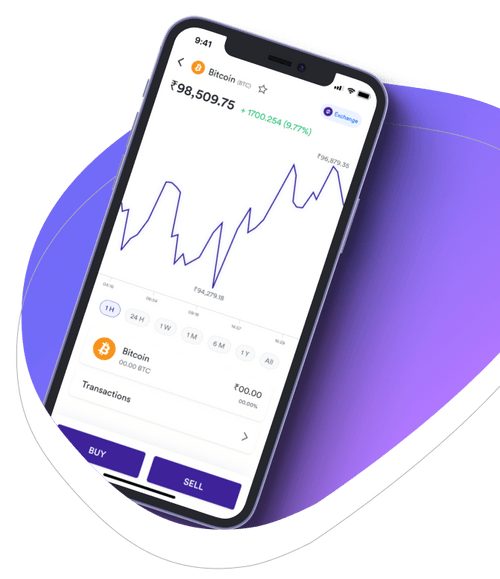 9:41
Bitcoin (BTC)
₹98,509.75 + 1700.254 (9.77%)
Exchange
₹96,879.35
₹94,279.15
1 H 24 H 1 W 1 M 6 M 1 Y All
Bitcoin
00.00 BTC
₹00.00
00.00%
Transactions
BUY SELL